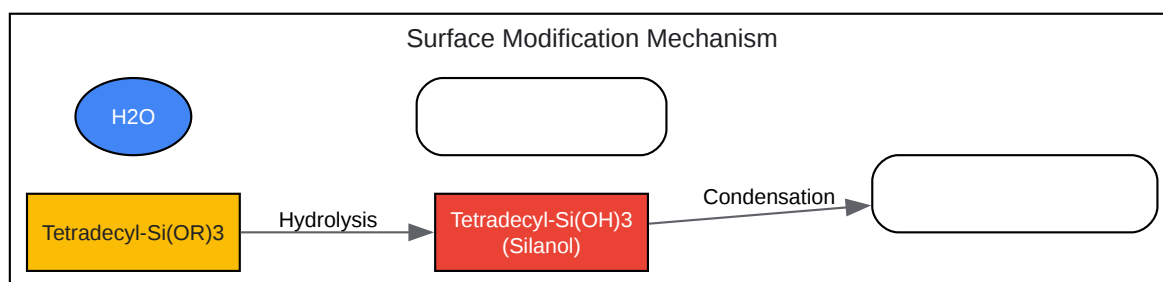 Surface Modification Mechanism
H2O
Tetradecyl-Si(OR)3
Hydrolysis
Tetradecyl-Si(OH)3
(Silanol)
Condensation